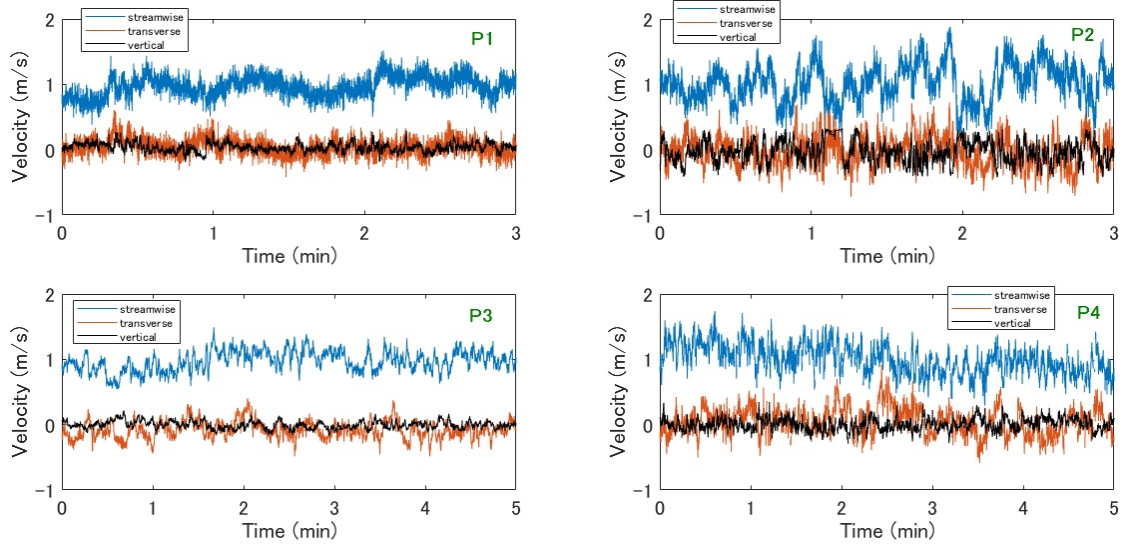 streamwise
transverse
vertical
P1
2
1
0
−1
Velocity (m/s)
0
1
2
3
Time (min)
streamwise
transverse
vertical
P2
2
1
0
−1
Velocity (m/s)
0
1
2
3
Time (min)
streamwise
transverse
vertical
P3
2
1
0
−1
Velocity (m/s)
0
1
2
3
4
5
Time (min)
streamwise
transverse
vertical
P4
2
1
0
−1
Velocity (m/s)
0
1
2
3
4
5
Time (min)